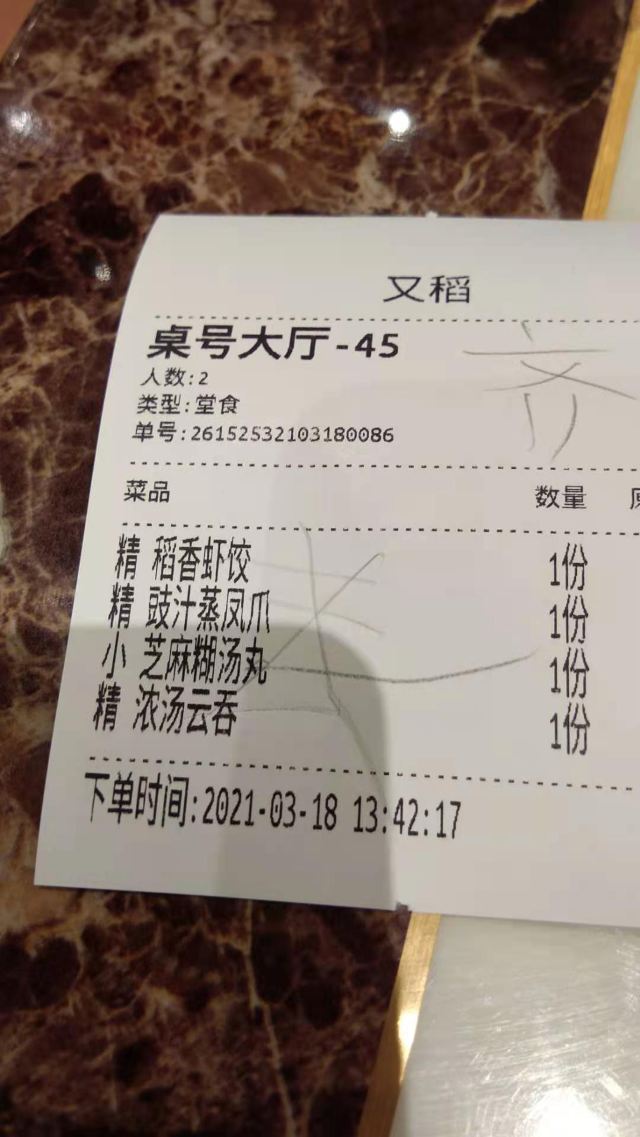 又稻
桌号大厅-45
齐
人数:2
类型:堂食
单号:26152532103180086
菜品 数量
精 稻香虾饺 1份
精 豉汁蒸凤爪 1份
小 芝麻糊汤丸 1份
精 浓汤云吞 1份
下单时间:2021-03-18 13:42:17